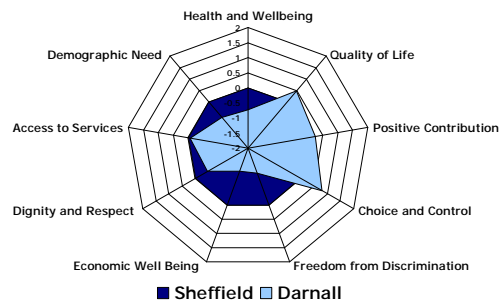 Health and Wellbeing
2
1.5
1
0.5
0
-0.5
-1
-1.5
-2
Quality of Life
Positive Contribution
Choice and Control
Freedom from Discrimination
Economic Well Being
Dignity and Respect
Access to Services
Demographic Need
Sheffield Darnall